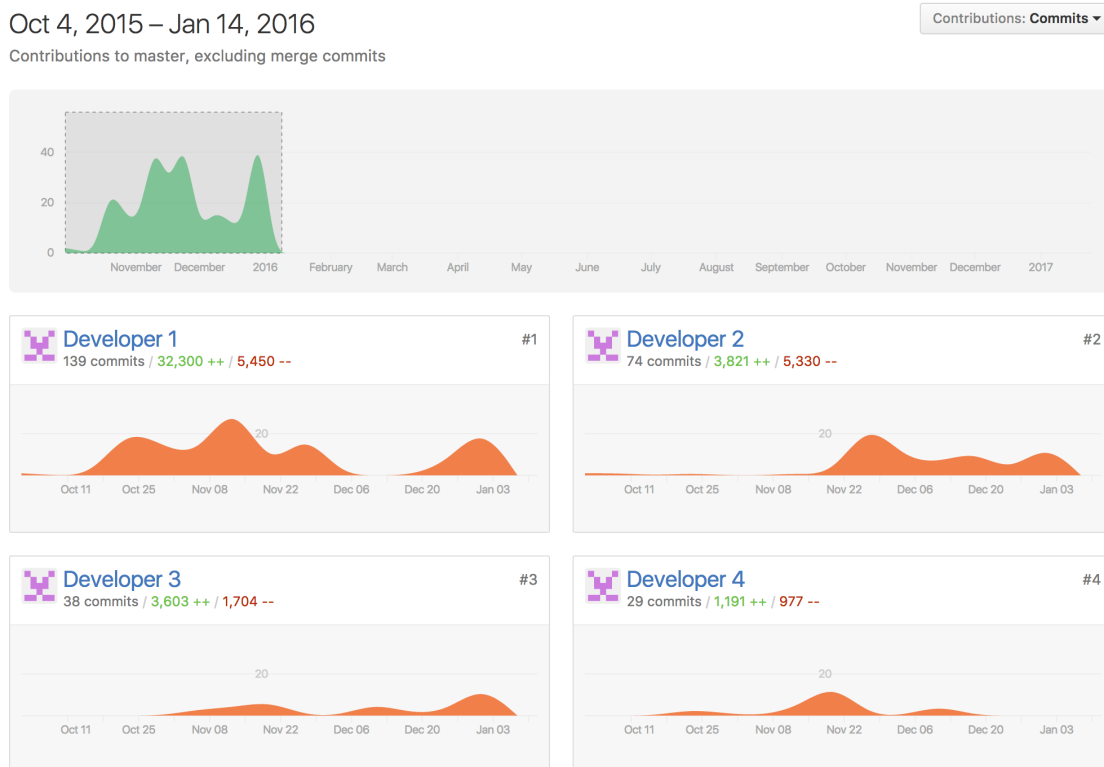 Oct 4, 2015 – Jan 14, 2016
Contributions: Commits
Contributions to master, excluding merge commits
40
20
0
November December 2016 February March April May June July August September October November December 2017
Developer 1 #1
139 commits / 32,300 ++ / 5,450 --
20
Oct 11 Oct 25 Nov 08 Nov 22 Dec 06 Dec 20 Jan 03
Developer 2 #2
74 commits / 3,821 ++ / 5,330 --
20
Oct 11 Oct 25 Nov 08 Nov 22 Dec 06 Dec 20 Jan 03
Developer 3 #3
38 commits / 3,603 ++ / 1,704 --
20
Oct 11 Oct 25 Nov 08 Nov 22 Dec 06 Dec 20 Jan 03
Developer 4 #4
29 commits / 1,191 ++ / 977 --
20
Oct 11 Oct 25 Nov 08 Nov 22 Dec 06 Dec 20 Jan 03